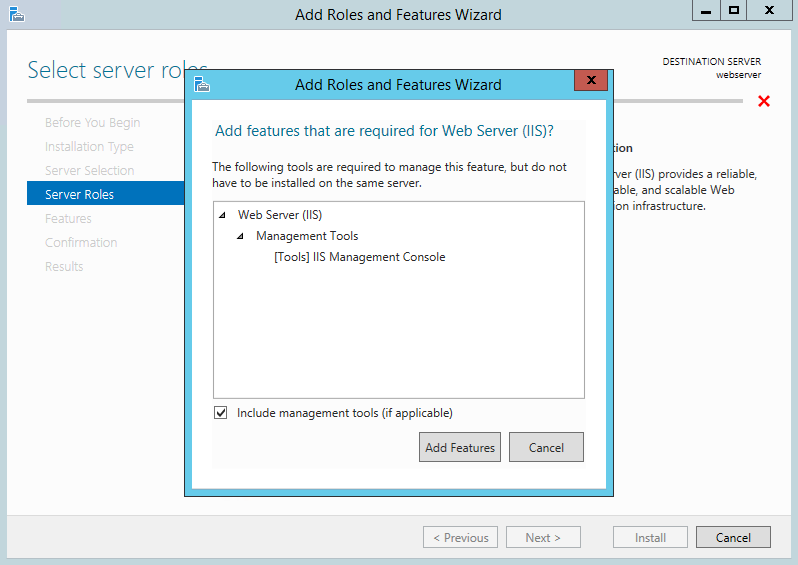 Add Roles and Features Wizard
Select server roles
DESTINATION SERVER
webserver
Before You Begin
Installation Type
Server Selection
Server Roles
Features
Confirmation
Results
Add Roles and Features Wizard
Add features that are required for Web Server (IIS)?
The following tools are required to manage this feature, but do not
have to be installed on the same server.
Web Server (IIS)
Management Tools
[Tools] IIS Management Console
Include management tools (if applicable)
Add Features
Cancel
(IIS) provides a reliable,
and scalable Web
infrastructure.
< Previous
Next >
Install
Cancel